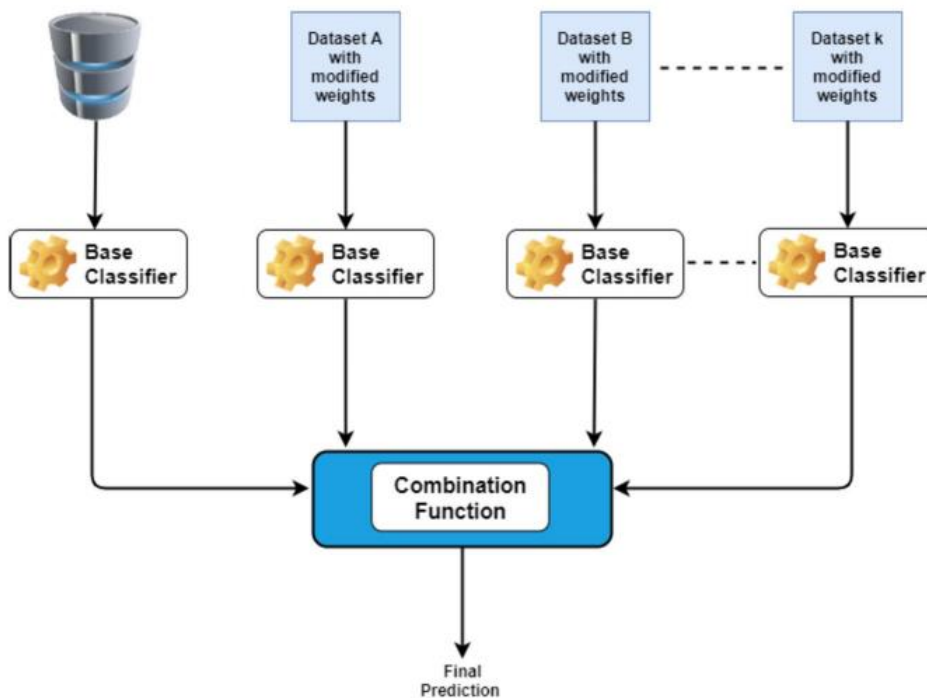 Dataset A
with
modified
weights
Dataset B
with
modified
weights
Dataset k
with
modified
weights
Base
Classifier
Base
Classifier
Base
Classifier
Base
Classifier
Combination
Function
Final
Prediction